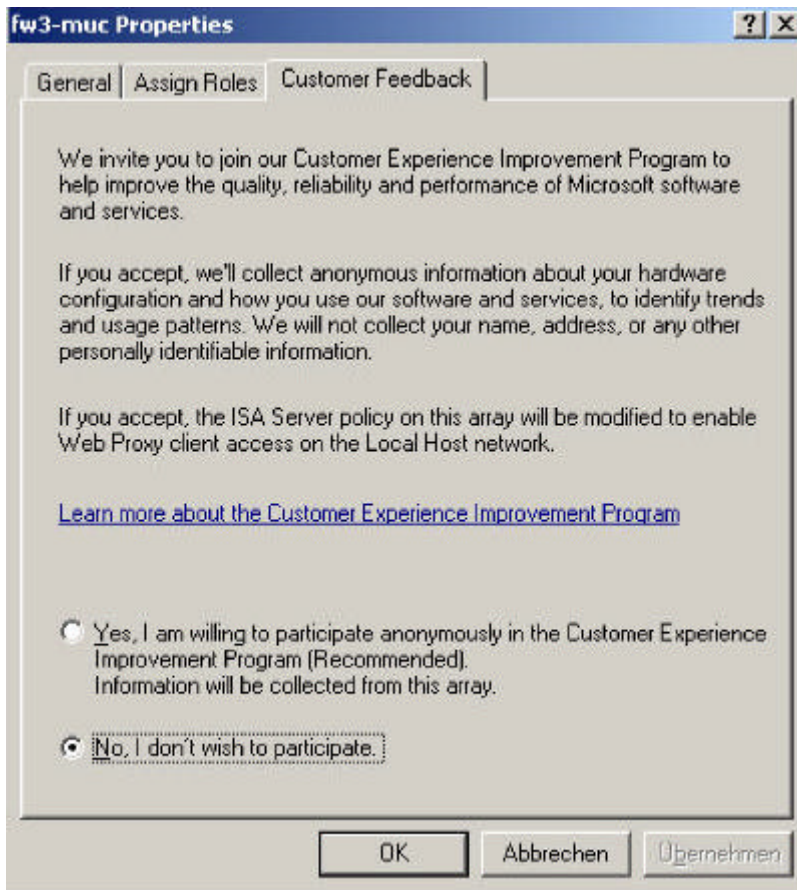 fw3-muc Properties
General Assign Roles Customer Feedback
We invite you to join our Customer Experience Improvement Program to
help improve the quality, reliability and performance of Microsoft software
and services.
If you accept, we'll collect anonymous information about your hardware
configuration and how you use our software and services, to identify trends
and usage patterns. We will not collect your name, address, or any other
personally identifiable information.
If you accept, the ISA Server policy on this array will be modified to enable
Web Proxy client access on the Local Host network.
Learn more about the Customer Experience Improvement Program
Yes, I am willing to participate anonymously in the Customer Experience
Improvement Program (Recommended).
Information will be collected from this array.
No, I don't wish to participate.
OK Abbrechen Übernehmen